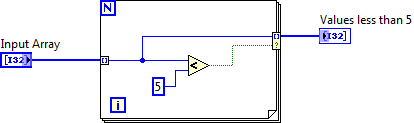 N
Values less than 5
Input Array
[I32]
[I32]
[]
[]
?
<
5
i